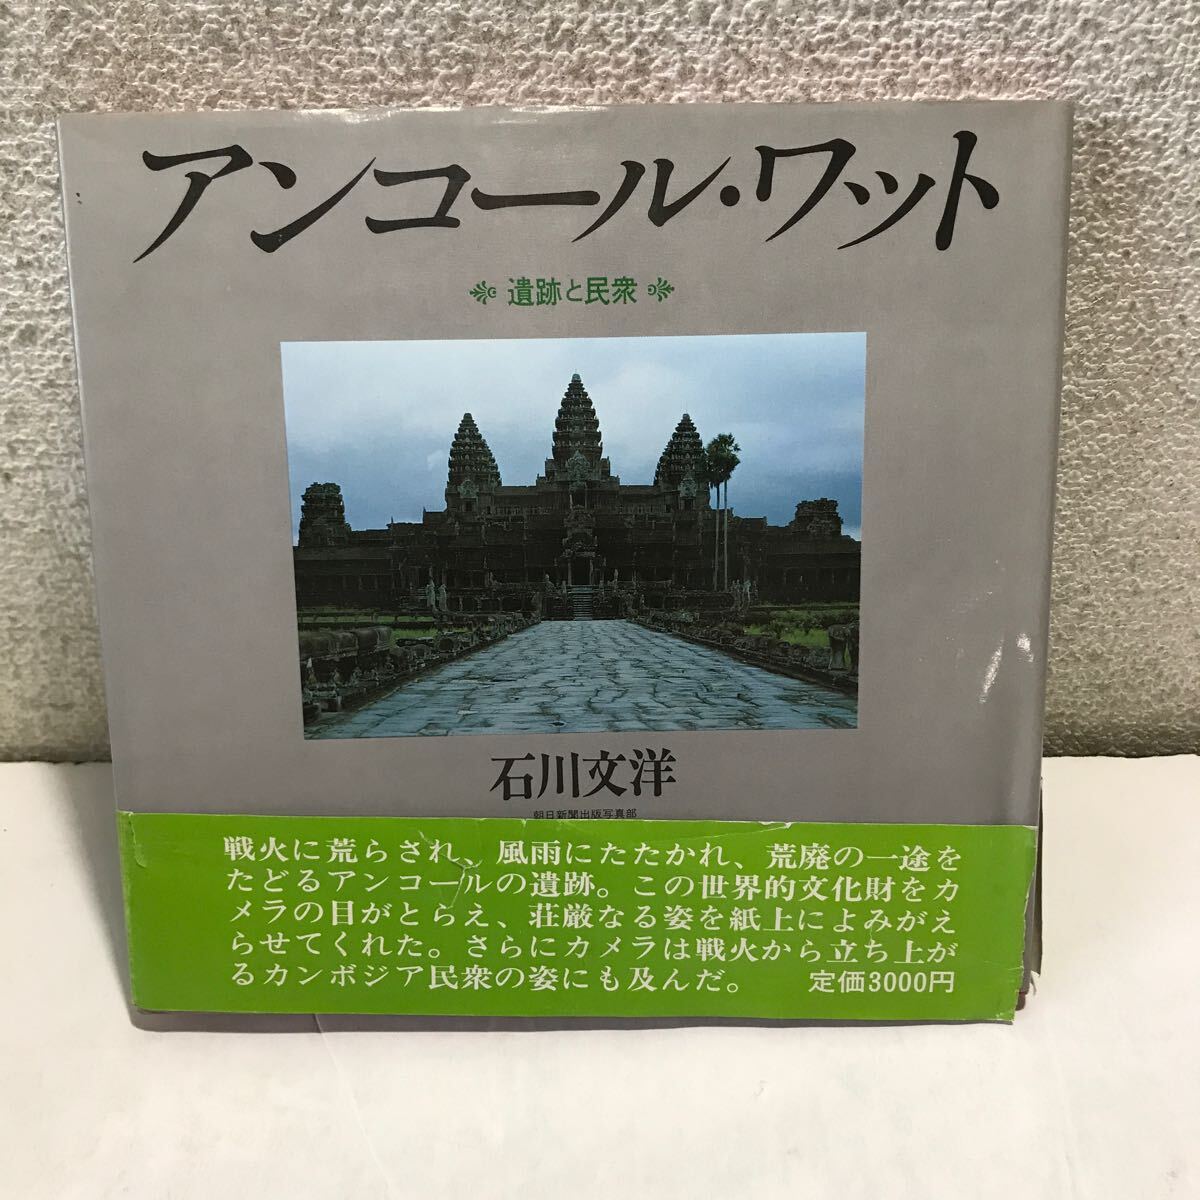 アンコール・ワット
遺跡と民衆
石川文洋
朝日新聞出版写真部
戦火に荒らされ、風雨にたたかれ、荒廃の一途を
たどるアンコールの遺跡。この世界的文化財をカ
メラの目がとらえ、荘厳なる姿を紙上によみがえ
らせてくれた。さらにカメラは戦火から立ち上が
るカンボジア民衆の姿にも及んだ。 定価3000円